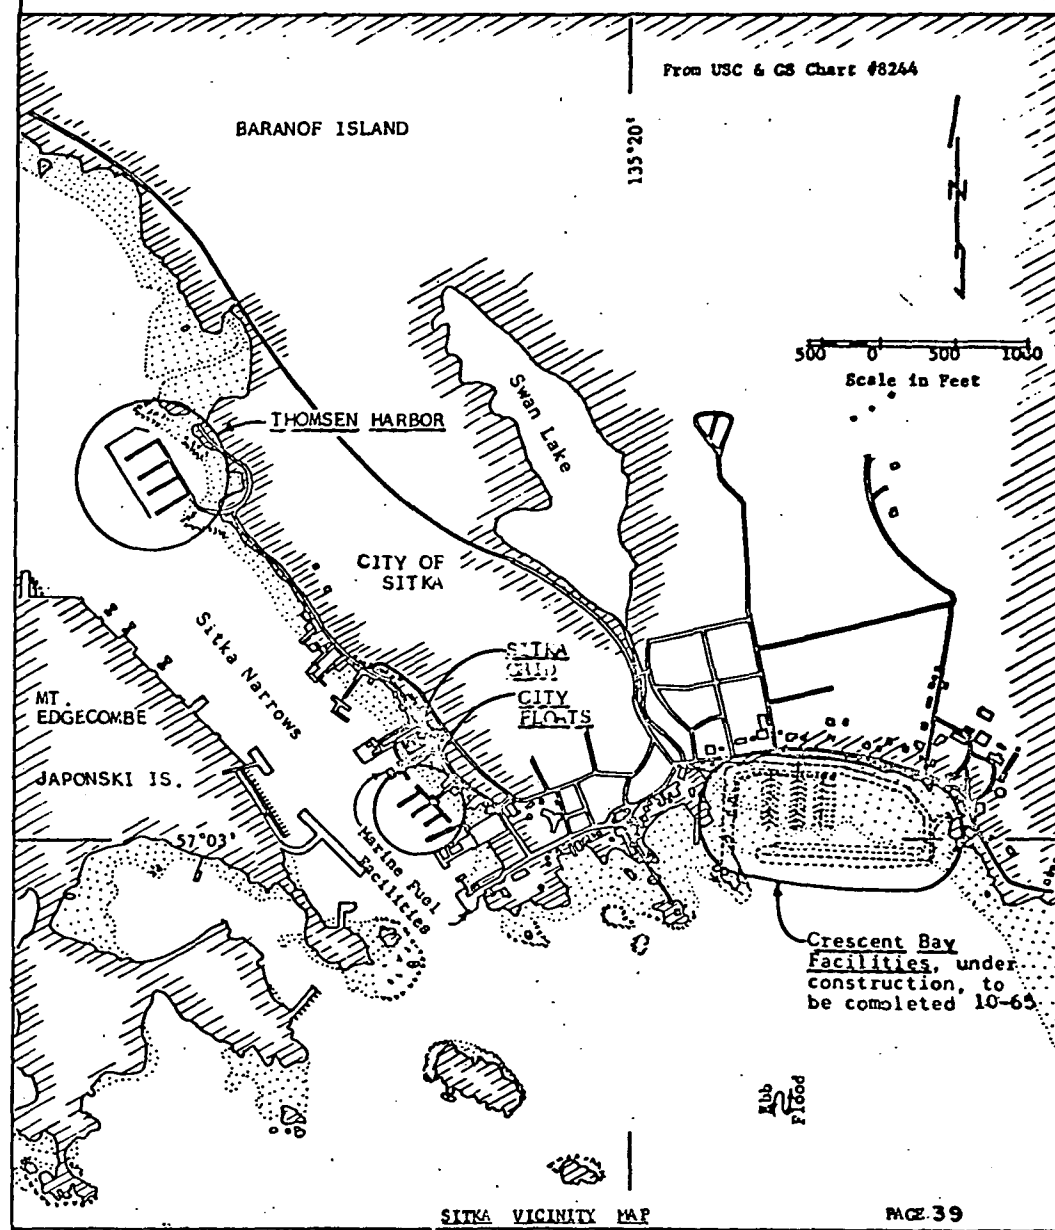 From USC & GS Chart #8244
BARANOF ISLAND
135°20'
N
500 0 500 1000
Scale in Feet
Swan Lake
THOMSEN HARBOR
CITY OF
SITKA
Sitka Narrows
SITKA
CITY
FLOATS
MT.
EDGECOMBE
JAPONSKI IS.
57°03'
Marine Fuel
Facilities
Crescent Bay
Facilities, under
construction, to
be completed 10-65
Ebb
Flood
SITKA VICINITY MAP
PAGE 39